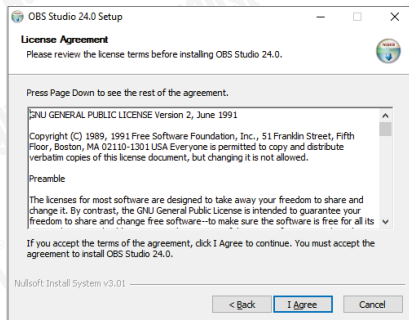 OBS Studio 24.0 Setup
License Agreement
Please review the license terms before installing OBS Studio 24.0.
Press Page Down to see the rest of the agreement.
GNU GENERAL PUBLIC LICENSE Version 2, June 1991
Copyright (C) 1989, 1991 Free Software Foundation, Inc., 51 Franklin Street, Fifth
Floor, Boston, MA 02110-1301 USA Everyone is permitted to copy and distribute
verbatim copies of this license document, but changing it is not allowed.
Preamble
The licenses for most software are designed to take away your freedom to share and
change it. By contrast, the GNU General Public License is intended to guarantee your
freedom to share and change free software--to make sure the software is free for all its
If you accept the terms of the agreement, click I Agree to continue. You must accept the
agreement to install OBS Studio 24.0.
Nullsoft Install System v3.01
< Back
I Agree
Cancel